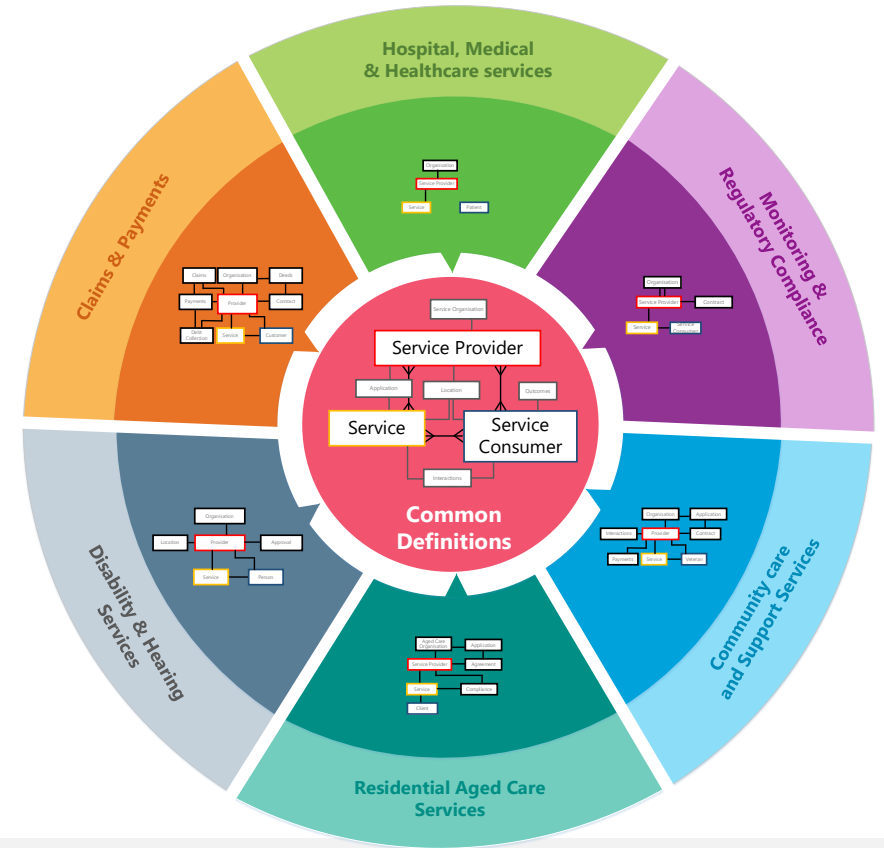 Hospital, Medical
& Healthcare services
Organisation
Service Provider
Service
Patient
Monitoring &
Regulatory Compliance
Organisation
Service Provider
Contract
Service
Service
Consumer
Community care
and Support Services
Organisation
Application
Interactions
Provider
Contract
Payments
Service
Veteran
Residential Aged Care
Services
Aged Care
Organisation
Application
Service Provider
Agreement
Service
Compliance
Client
Disability & Hearing
Services
Organisation
Location
Provider
Approval
Service
Person
Claims & Payments
Claims
Organisation
Deeds
Payments
Provider
Contract
Debt
Collection
Service
Customer
Service Organisation
Service Provider
Application
Location
Outcomes
Service
Service
Consumer
Interactions
Common
Definitions